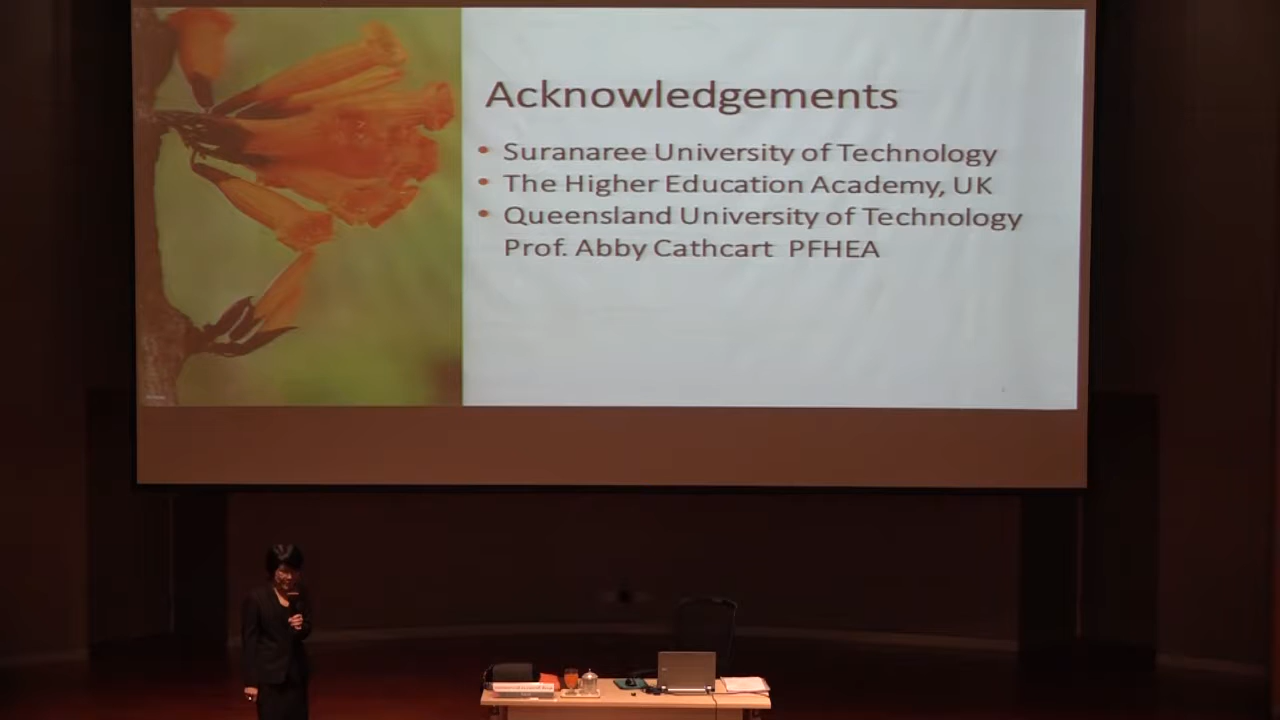 Acknowledgements
• Suranaree University of Technology
• The Higher Education Academy, UK
• Queensland University of Technology
Prof. Abby Cathcart PFHEA